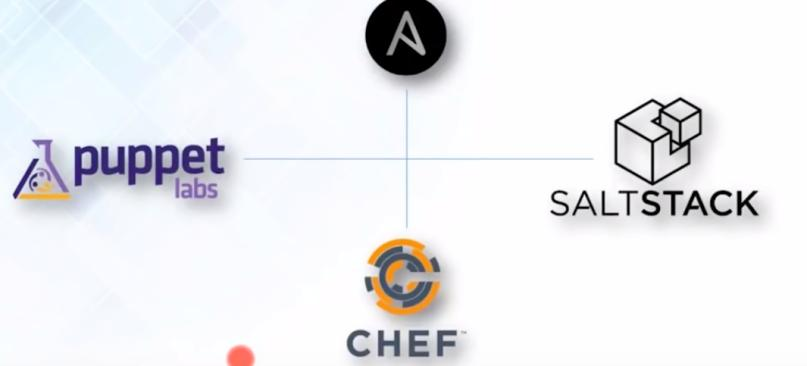 A
puppet
labs
SALTSTACK
CHEF™